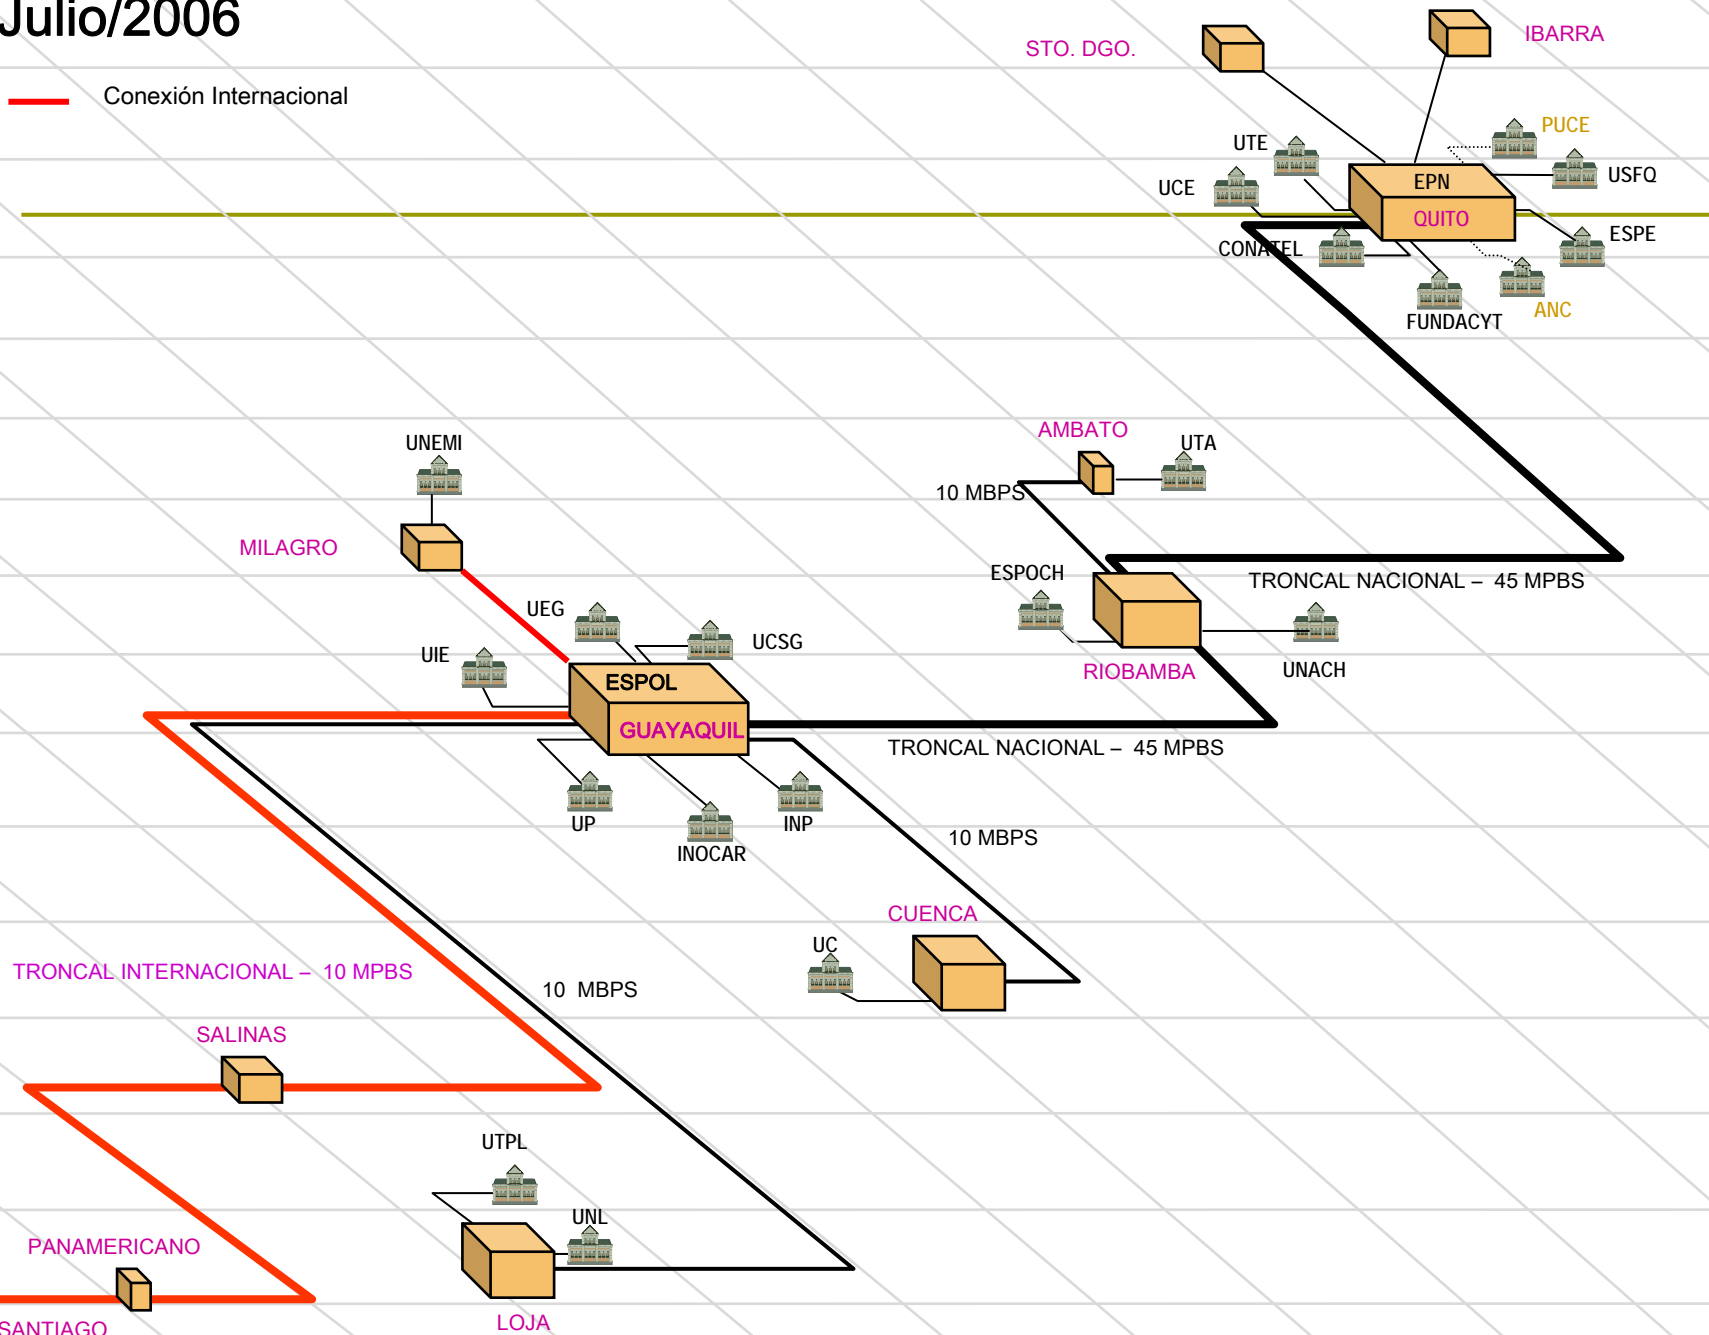 Julio/2006
Conexión Internacional
STO. DGO.
IBARRA
PUCE
UTE
USFQ
UCE
EPN
QUITO
ESPE
CONATEL
ANC
FUNDACYT
AMBATO
UTA
UNEMI
10 MBPS
MILAGRO
ESPOCH
TRONCAL NACIONAL – 45 MPBS
UEG
UCSG
UIE
RIOBAMBA
UNACH
ESPOL
GUAYAQUIL
TRONCAL NACIONAL – 45 MPBS
UP
INP
INOCAR
10 MBPS
CUENCA
UC
TRONCAL INTERNACIONAL – 10 MPBS
10 MBPS
SALINAS
UTPL
UNL
PANAMERICANO
LOJA
SANTIAGO